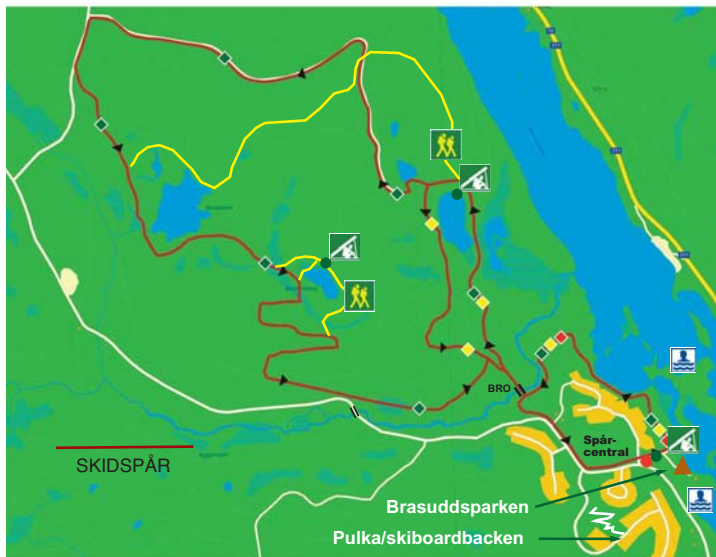 BRO
Spår-
central
SKIDSPÅR
Brasuddsparken
Pulka/skiboardbacken